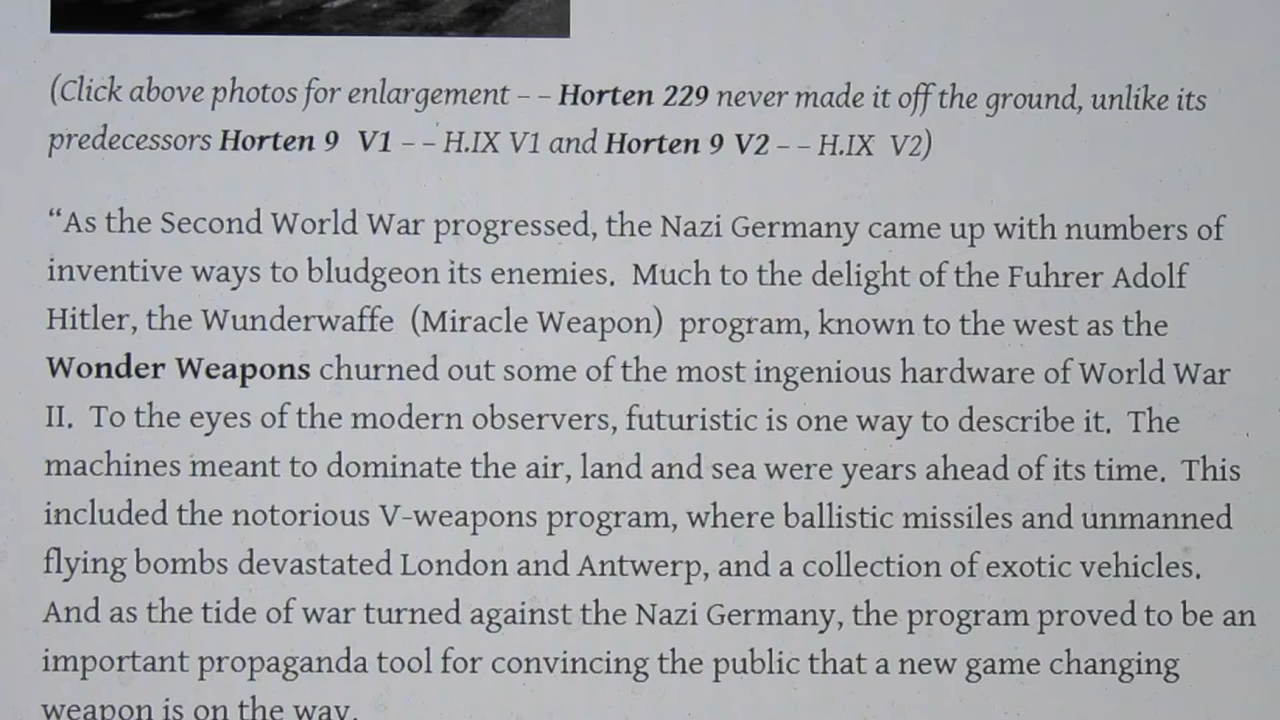 (Click above photos for enlargement – – Horten 229 never made it off the ground, unlike its
predecessors Horten 9  V1 – – H.IX V1 and Horten 9 V2 – – H.IX  V2)
“As the Second World War progressed, the Nazi Germany came up with numbers of
inventive ways to bludgeon its enemies.  Much to the delight of the Fuhrer Adolf
Hitler, the Wunderwaffe  (Miracle Weapon)  program, known to the west as the
Wonder Weapons churned out some of the most ingenious hardware of World War
II.  To the eyes of the modern observers, futuristic is one way to describe it.  The
machines meant to dominate the air, land and sea were years ahead of its time.  This
included the notorious V-weapons program, where ballistic missiles and unmanned
flying bombs devastated London and Antwerp, and a collection of exotic vehicles.
And as the tide of war turned against the Nazi Germany, the program proved to be an
important propaganda tool for convincing the public that a new game changing
weapon is on the way.